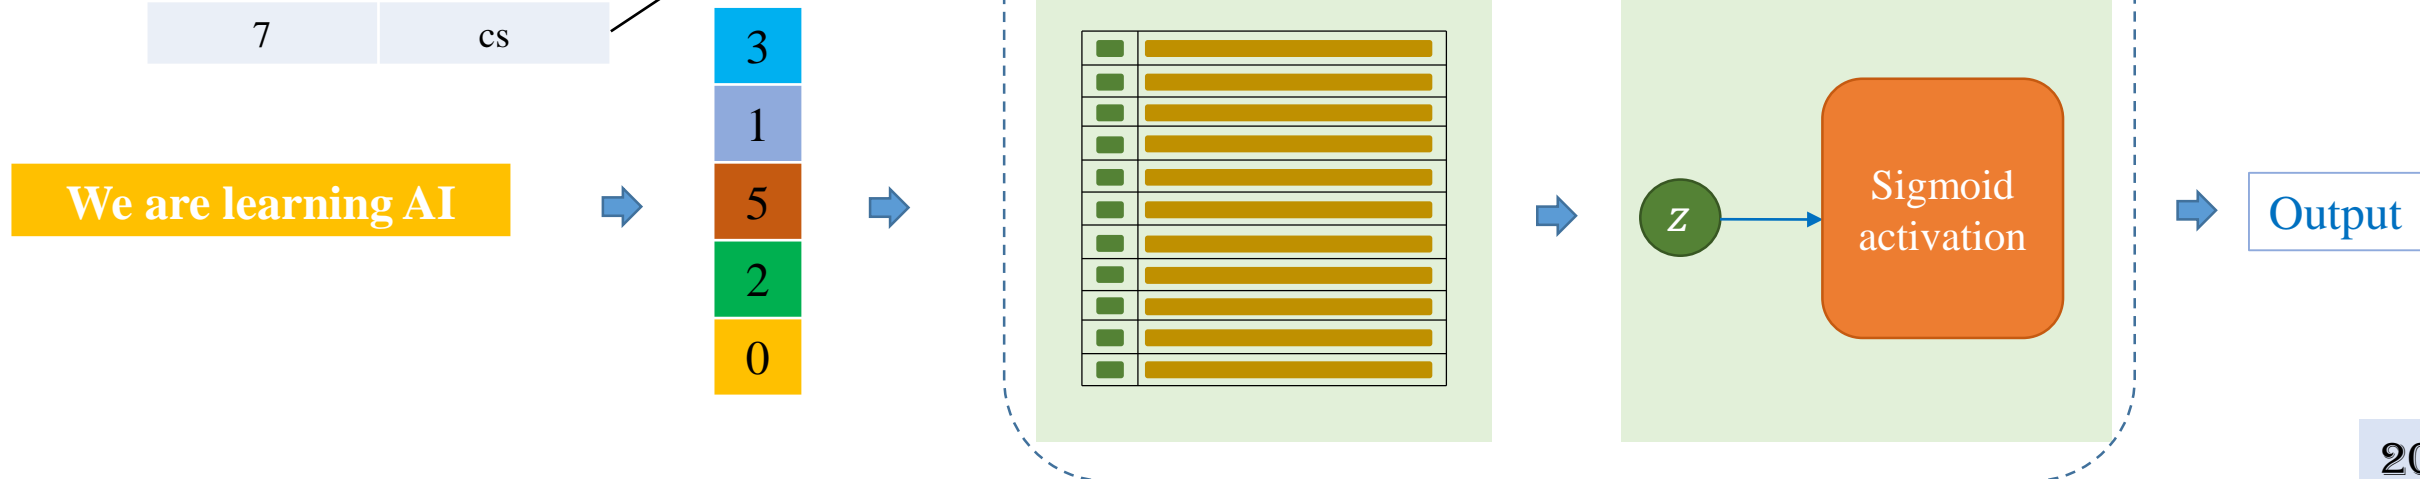 7 cs
3
1
5
2
0
We are learning AI
z
Sigmoid
activation
Output